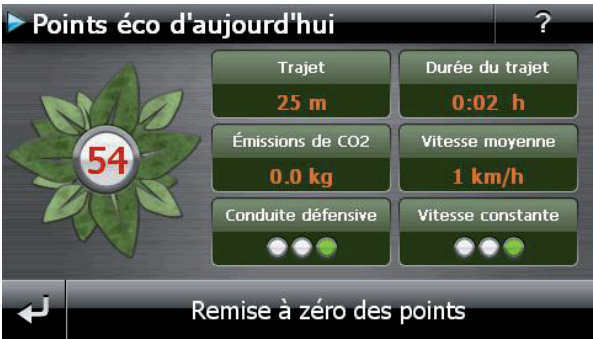 Points éco d'aujourd'hui ?
Trajet
25 m
Durée du trajet
0:02 h
54
Émissions de CO2
0.0 kg
Vitesse moyenne
1 km/h
Conduite défensive
Vitesse constante
Remise à zéro des points